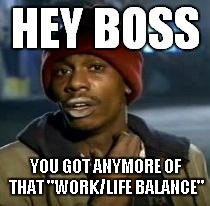 HEY BOSS
YOU GOT ANYMORE OF
THAT "WORK/LIFE BALANCE"